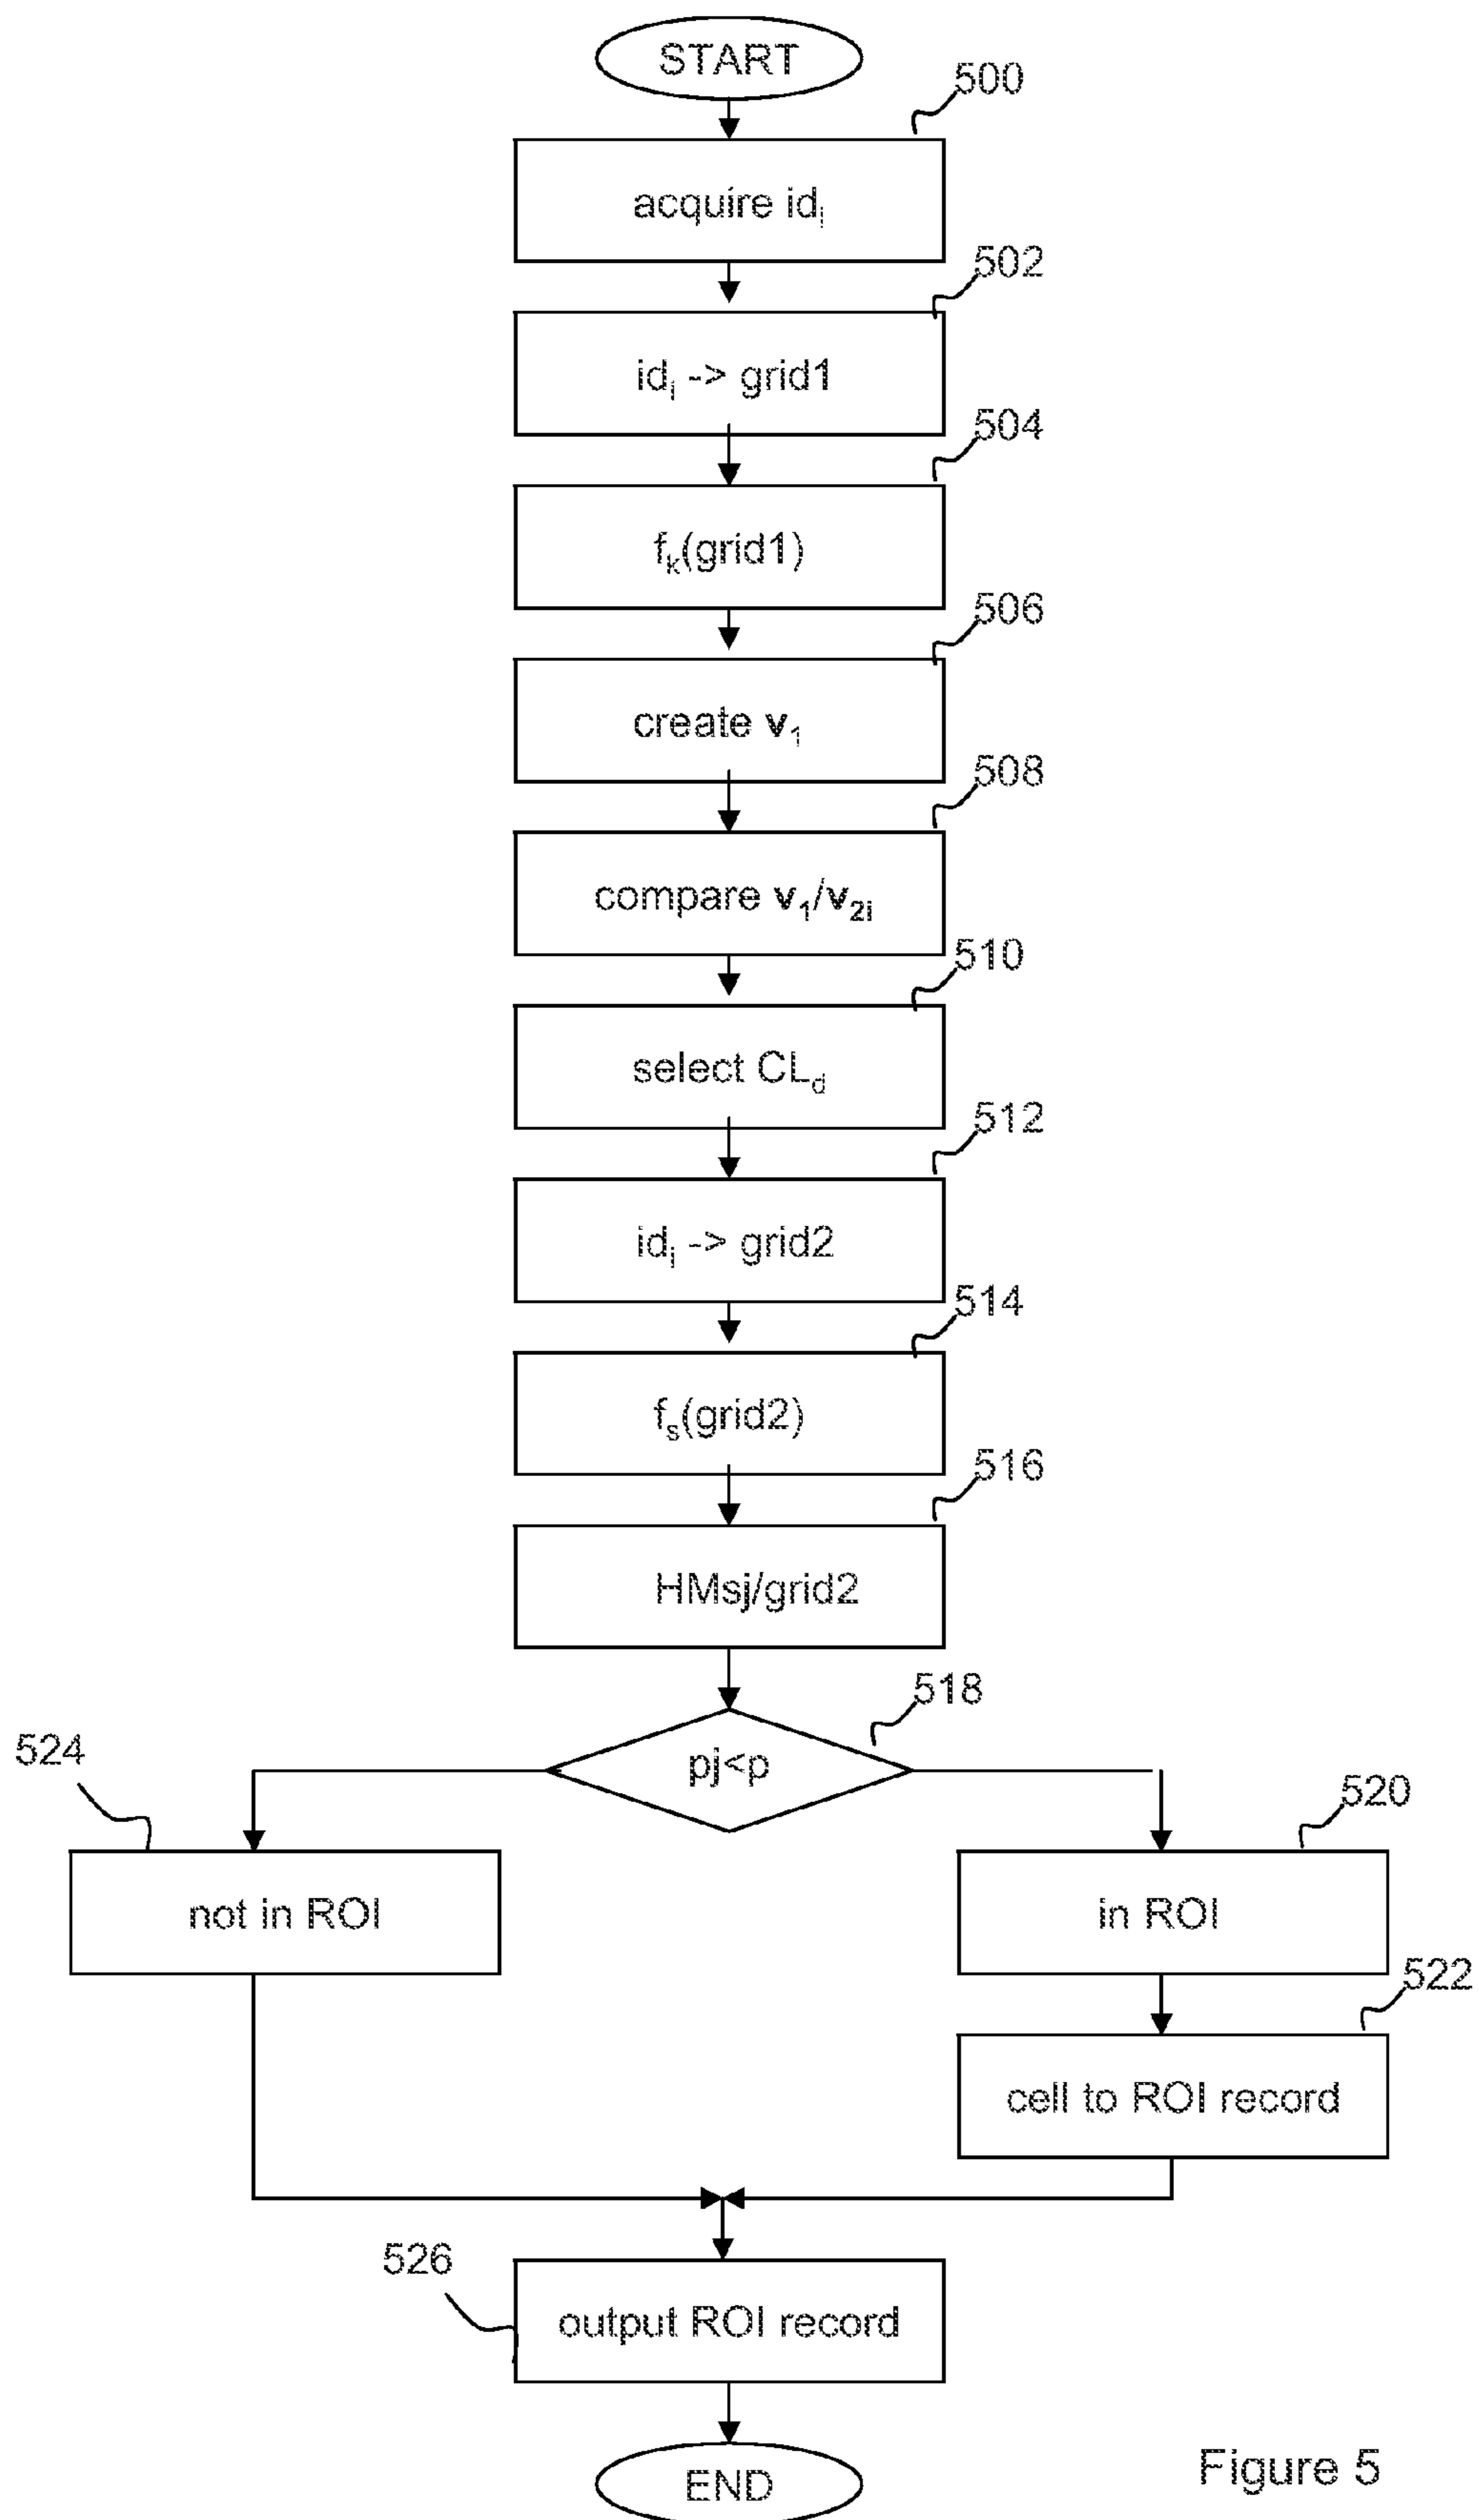 START
500
acquire idᵢ
502
idᵢ -> grid1
504
fₖ(grid1)
506
create v₁
508
compare v₁/v₂ᵢ
510
select CL_d
512
idᵢ -> grid2
514
fₛ(grid2)
516
HMsj/grid2
518
pj<p
524
520
not in ROI
in ROI
522
cell to ROI record
526
output ROI record
END
Figure 5